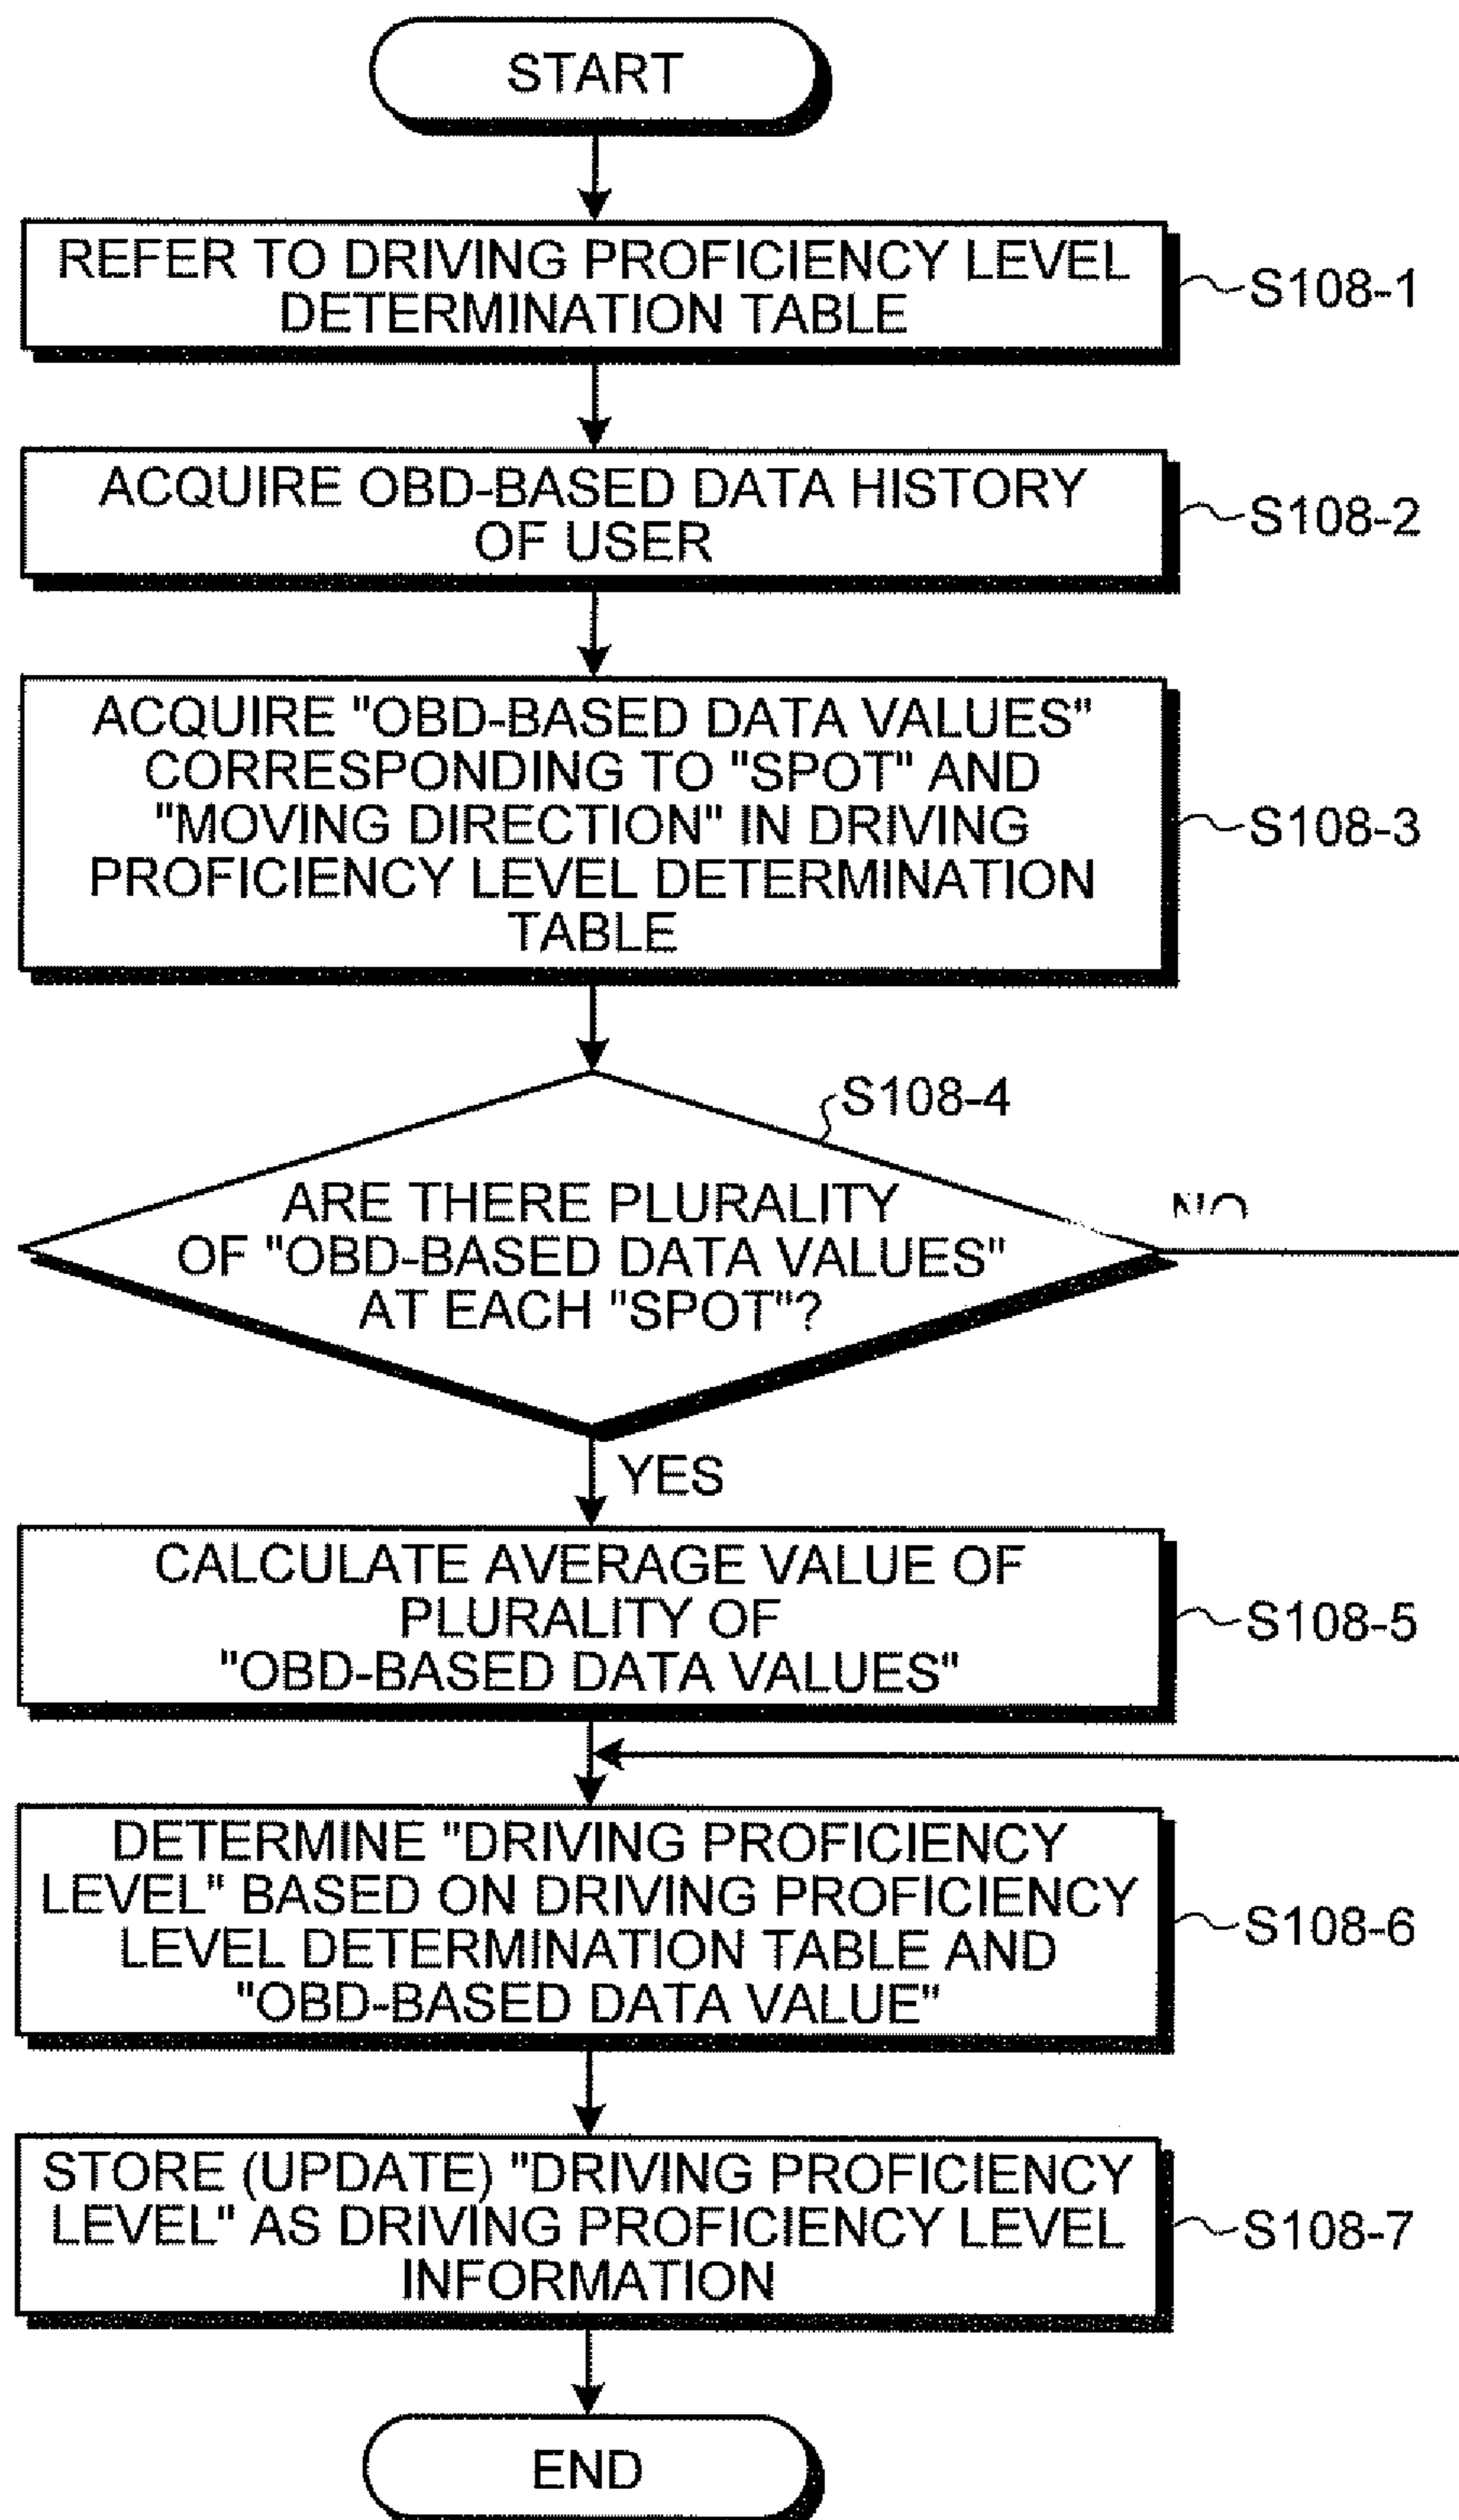 START
REFER TO DRIVING PROFICIENCY LEVEL
DETERMINATION TABLE
S108-1
ACQUIRE OBD-BASED DATA HISTORY
OF USER
S108-2
ACQUIRE "OBD-BASED DATA VALUES"
CORRESPONDING TO "SPOT" AND
"MOVING DIRECTION" IN DRIVING
PROFICIENCY LEVEL DETERMINATION
TABLE
S108-3
S108-4
ARE THERE PLURALITY
OF "OBD-BASED DATA VALUES"
AT EACH "SPOT"?
NO
YES
CALCULATE AVERAGE VALUE OF
PLURALITY OF
"OBD-BASED DATA VALUES"
S108-5
DETERMINE "DRIVING PROFICIENCY
LEVEL" BASED ON DRIVING PROFICIENCY
LEVEL DETERMINATION TABLE AND
"OBD-BASED DATA VALUE"
S108-6
STORE (UPDATE) "DRIVING PROFICIENCY
LEVEL" AS DRIVING PROFICIENCY LEVEL
INFORMATION
S108-7
END